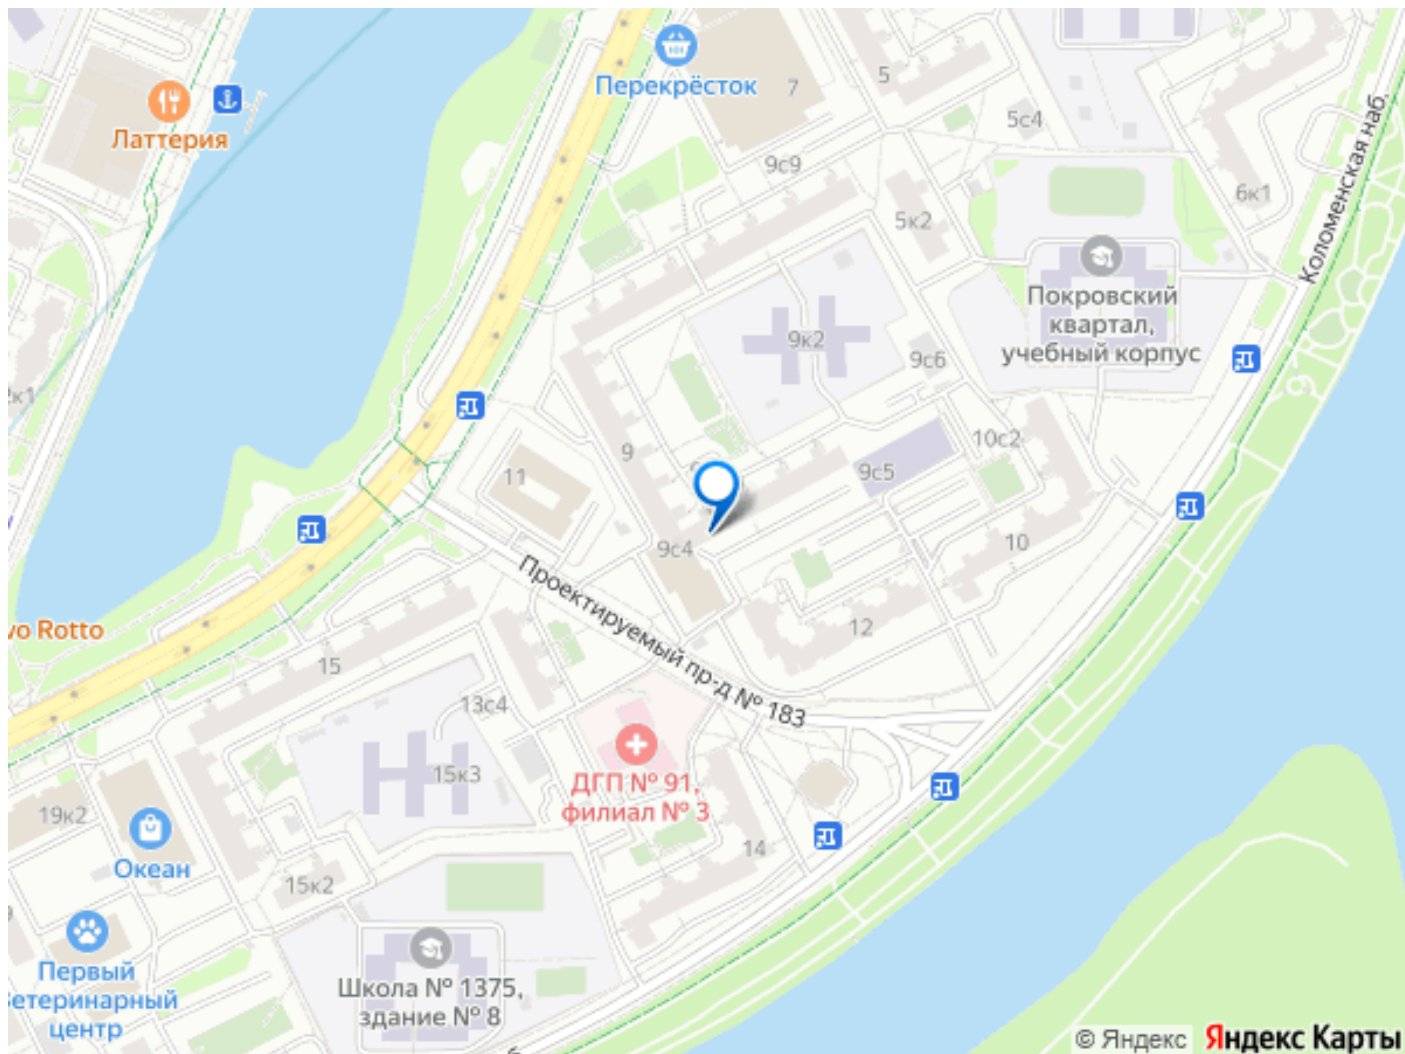 Перекрёсток
7
5
5с4
Латтерия
9с9
6к1
5к2
Коломенская наб.
Покровский
квартал,
учебный корпус
9к2
9с6
10с2
9
9с5
11
9с4
10
Проектируемый пр-д № 183
12
vo Rotto
15
13с4
15к3
ДГП № 91,
филиал № 3
19к2
Океан
14
15к2
Первый
ветеринарный
центр
Школа № 1375,
здание № 8
© Яндекс Яндекс Карты